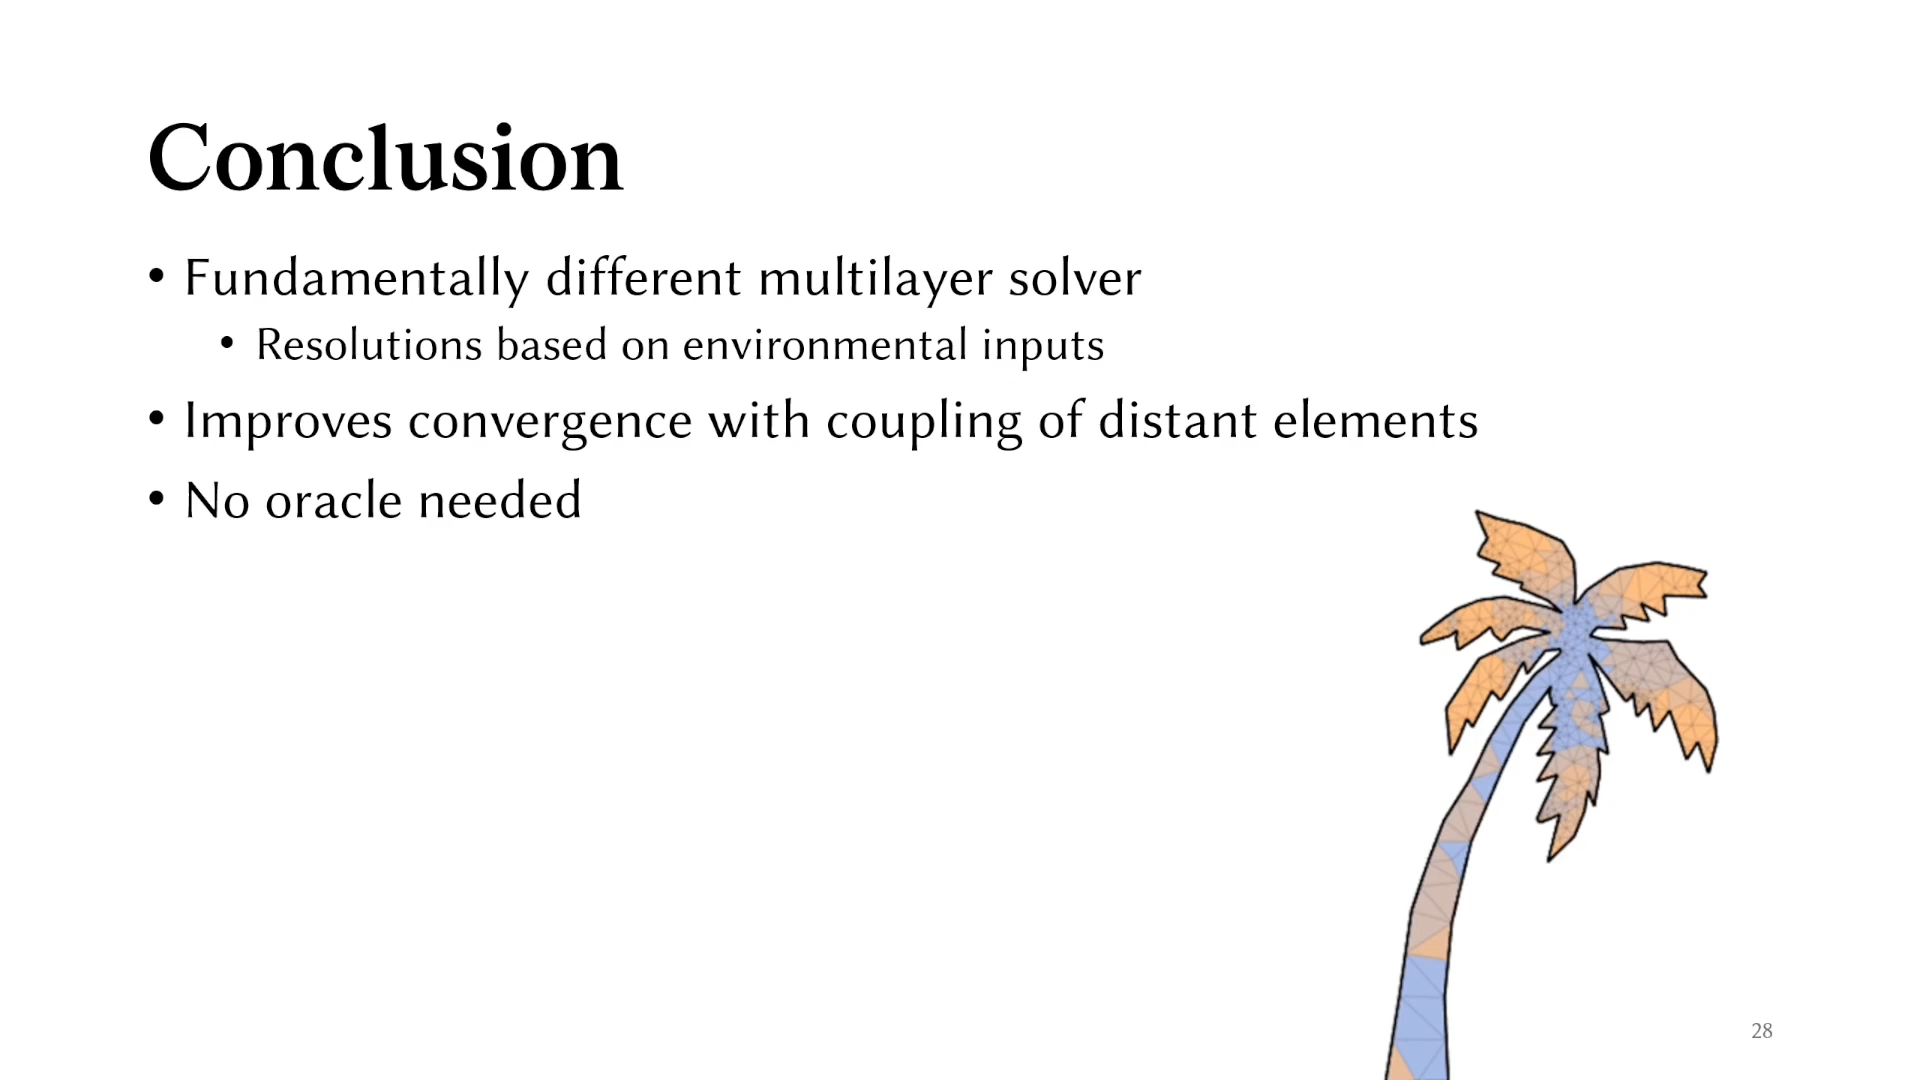 Conclusion
• Fundamentally different multilayer solver
• Resolutions based on environmental inputs
• Improves convergence with coupling of distant elements
• No oracle needed
28